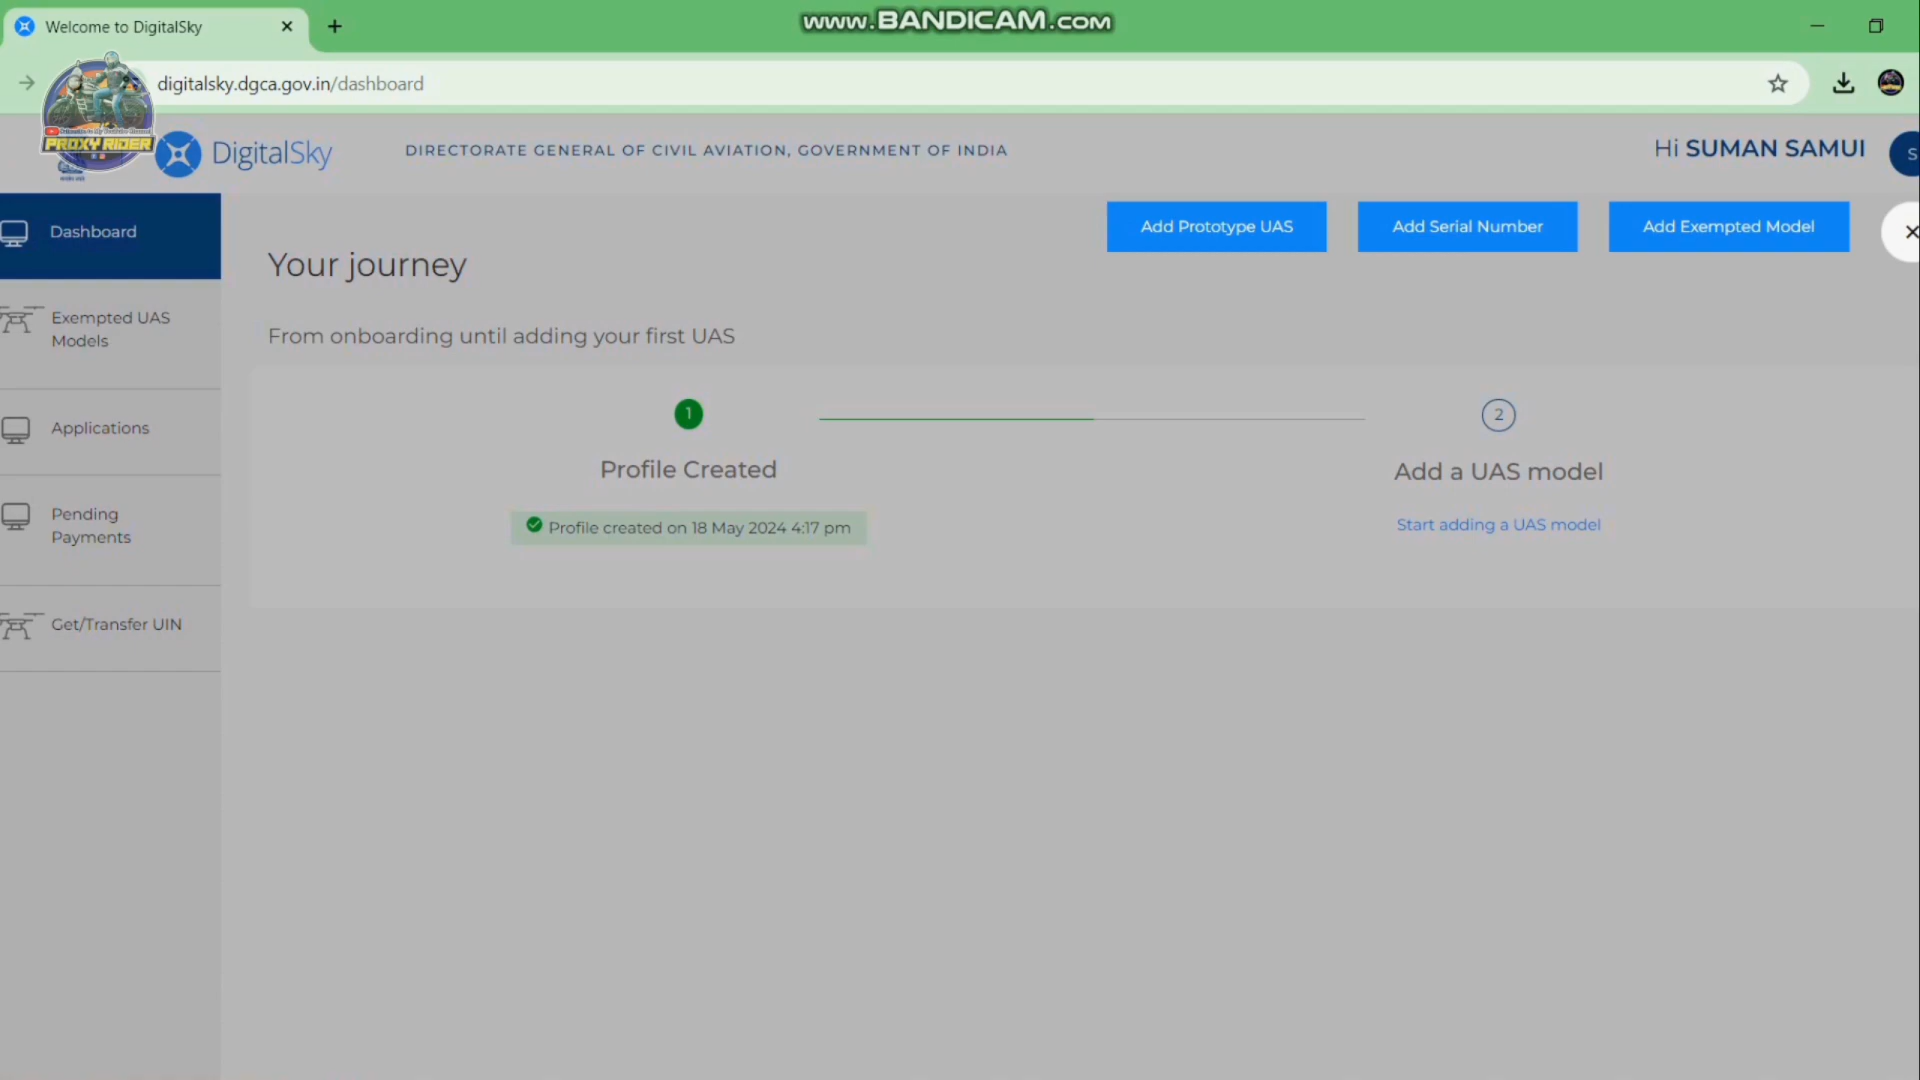 Welcome to DigitalSky
www.BANDICAM.com
digitalsky.dgca.gov.in/dashboard
PROXY RIDER
DigitalSky
DIRECTORATE GENERAL OF CIVIL AVIATION, GOVERNMENT OF INDIA
Hi SUMAN SAMUI
S
Dashboard
Add Prototype UAS
Add Serial Number
Add Exempted Model
Your journey
Exempted UAS
Models
From onboarding until adding your first UAS
1
2
Applications
Profile Created
Add a UAS model
Profile created on 18 May 2024 4:17 pm
Start adding a UAS model
Pending
Payments
Get/Transfer UIN